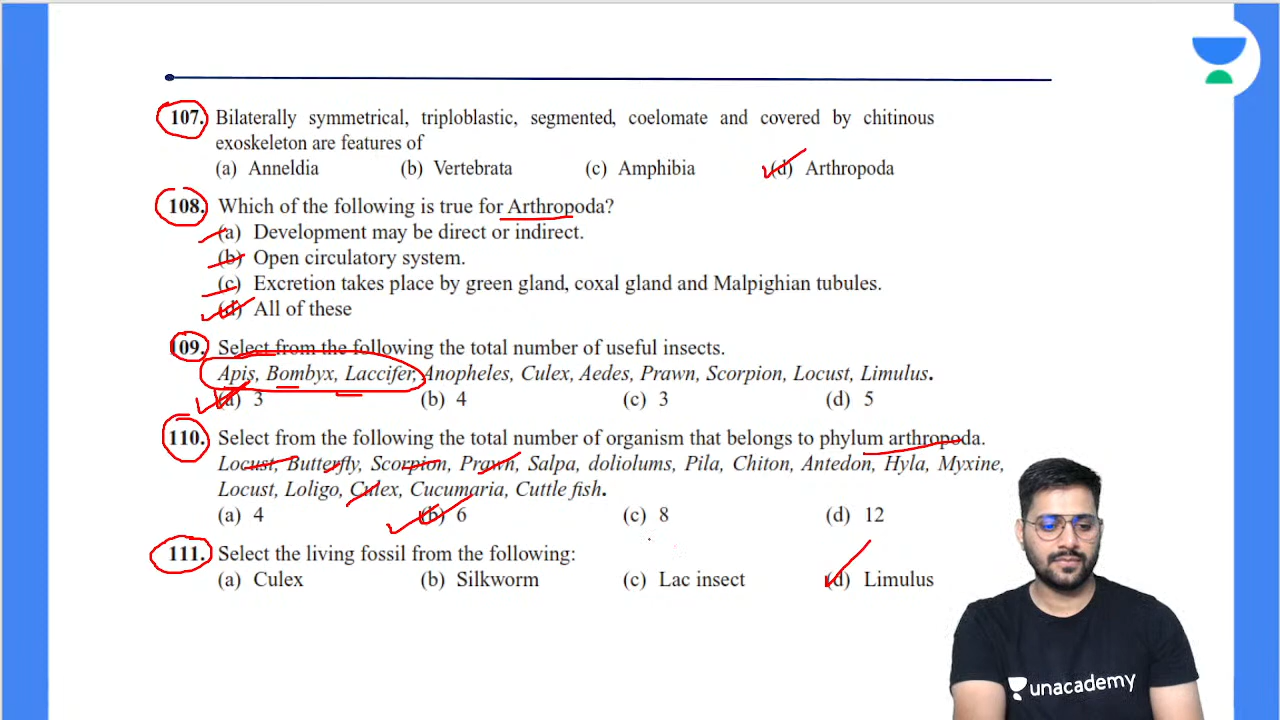 107. Bilaterally symmetrical, triploblastic, segmented, coelomate and covered by chitinous
exoskeleton are features of
(a) Anneldia (b) Vertebrata (c) Amphibia (d) Arthropoda
108. Which of the following is true for Arthropoda?
(a) Development may be direct or indirect.
(b) Open circulatory system.
(c) Excretion takes place by green gland, coxal gland and Malpighian tubules.
(d) All of these
109. Select from the following the total number of useful insects.
Apis, Bombyx, Laccifer, Anopheles, Culex, Aedes, Prawn, Scorpion, Locust, Limulus.
(a) 3 (b) 4 (c) 3 (d) 5
110. Select from the following the total number of organism that belongs to phylum arthropoda.
Locust, Butterfly, Scorpion, Prawn, Salpa, doliolums, Pila, Chiton, Antedon, Hyla, Myxine,
Locust, Loligo, Culex, Cucumaria, Cuttle fish.
(a) 4 (b) 6 (c) 8 (d) 12
111. Select the living fossil from the following:
(a) Culex (b) Silkworm (c) Lac insect (d) Limulus
unacademy